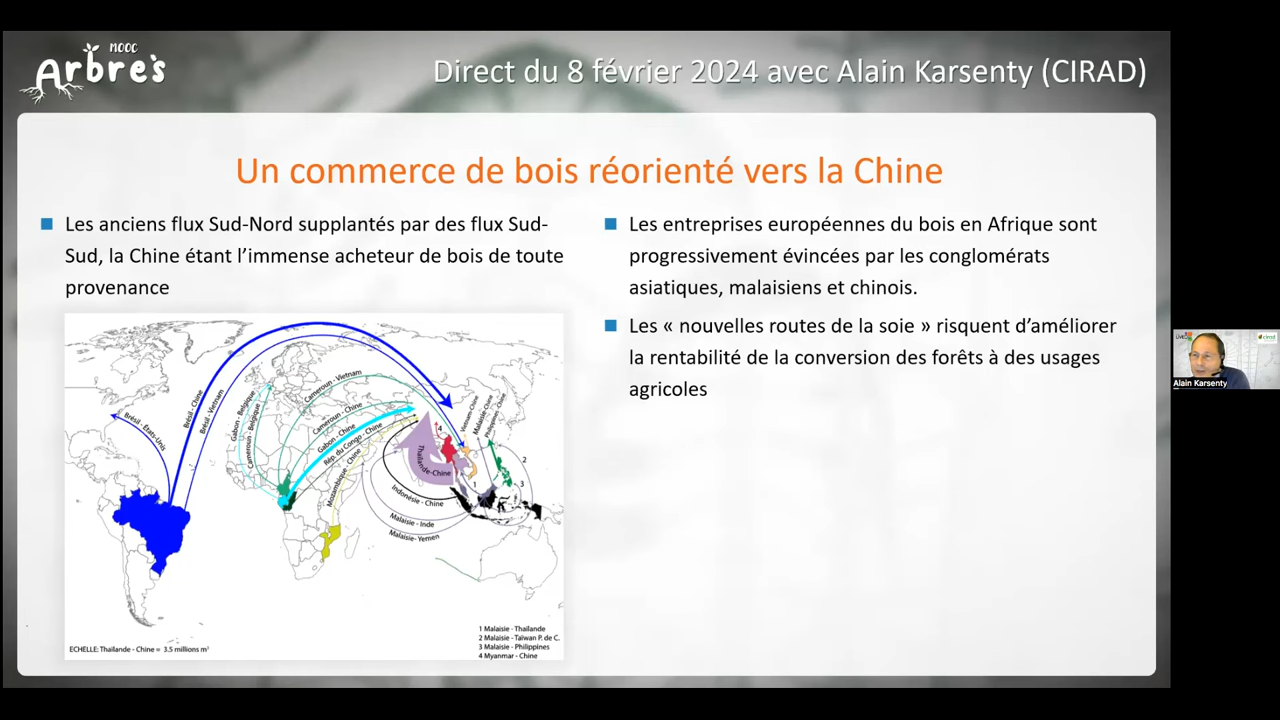 MOOC
Arbre's
Direct du 8 février 2024 avec Alain Karsenty (CIRAD)
Un commerce de bois réorienté vers la Chine
Les anciens flux Sud-Nord supplantés par des flux Sud-
Sud, la Chine étant l'immense acheteur de bois de toute
provenance
Les entreprises européennes du bois en Afrique sont
progressivement évincées par les conglomérats
asiatiques, malaisiens et chinois.
Les « nouvelles routes de la soie » risquent d'améliorer
la rentabilité de la conversion des forêts à des usages
agricoles
Brésil - États-Unis
Brésil - Chine
Brésil - Vietnam
Gabon - Belgique
Cameroun - Belgique
Cameroun - Vietnam
Cameroun - Chine
Gabon - Chine
Rép. du Congo - Chine
Mozambique - Chine
Thaïlande-Chine
Vietnam-Chine
Malaisie-Chine
Philippines - Chine
Indonésie - Chine
Malaisie - Inde
Malaisie- Yemen
4
1
2
3
ECHELLE: Thaïlande - Chine = 3.5 millions m³
1 Malaisie - Thaïlande
2 Malaisie - Taïwan P. de C.
3 Malaisie - Philippines
4 Myanmar - Chine
cirad
Alain Karsenty